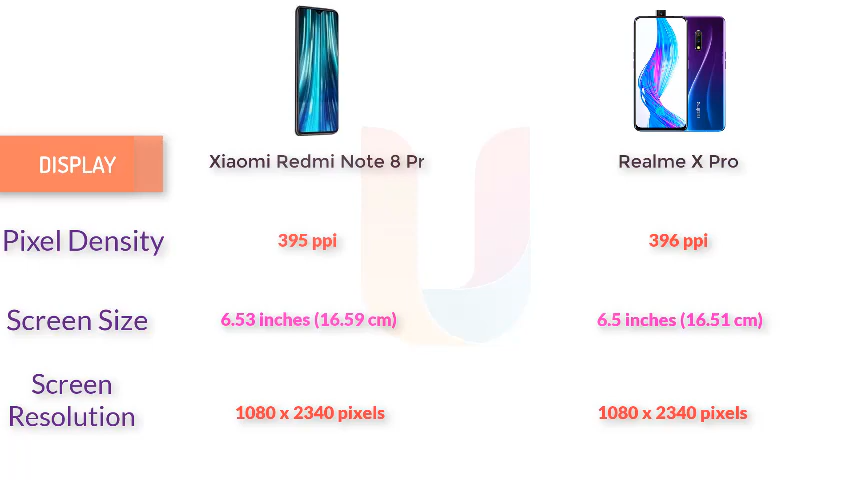 DISPLAY
Xiaomi Redmi Note 8 Pr
Realme X Pro
Pixel Density
395 ppi
396 ppi
Screen Size
6.53 inches (16.59 cm)
6.5 inches (16.51 cm)
Screen
Resolution
1080 x 2340 pixels
1080 x 2340 pixels
realme